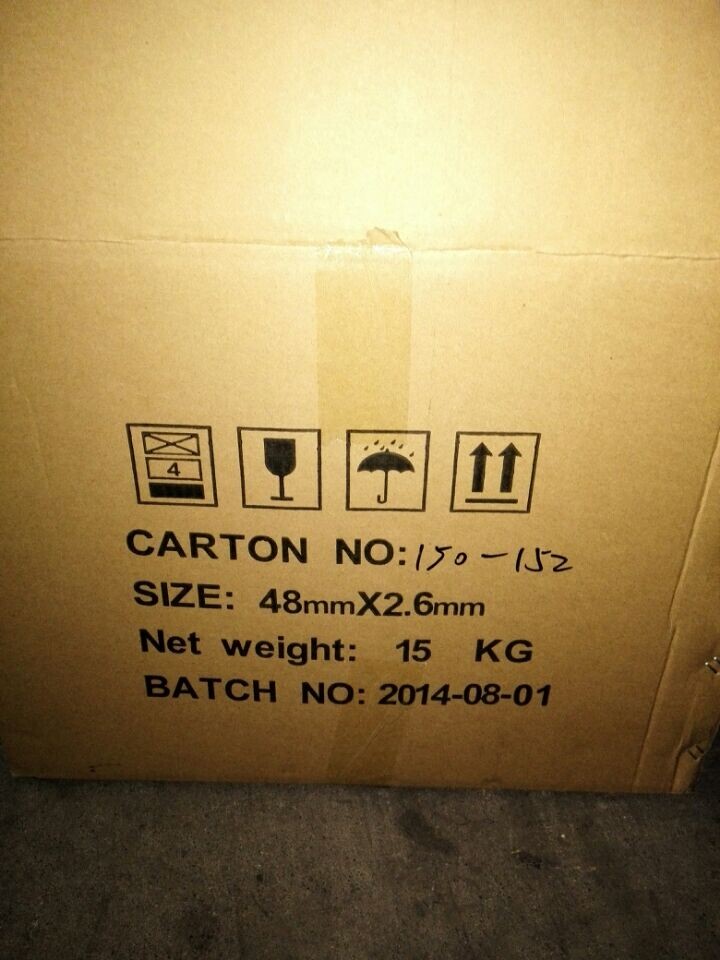 4
CARTON NO: 150-152
SIZE: 48mmX2.6mm
Net weight: 15 KG
BATCH NO: 2014-08-01